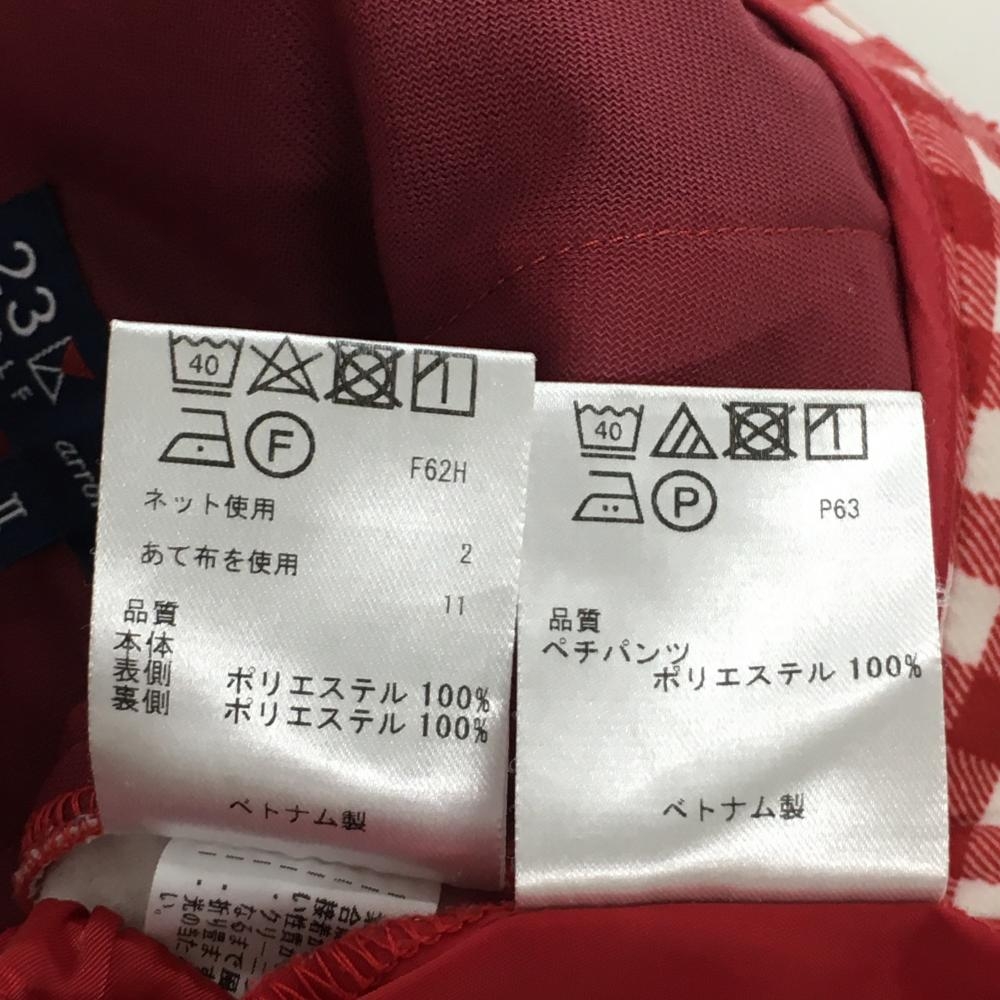 23
40
F
F62H
ネット使用
あて布を使用 2
11
品質
本体
表側 ポリエステル 100%
裏側 ポリエステル 100%
ベトナム製
40
P
P63
品質
ペチパンツ
ポリエステル 100%
ベトナム製